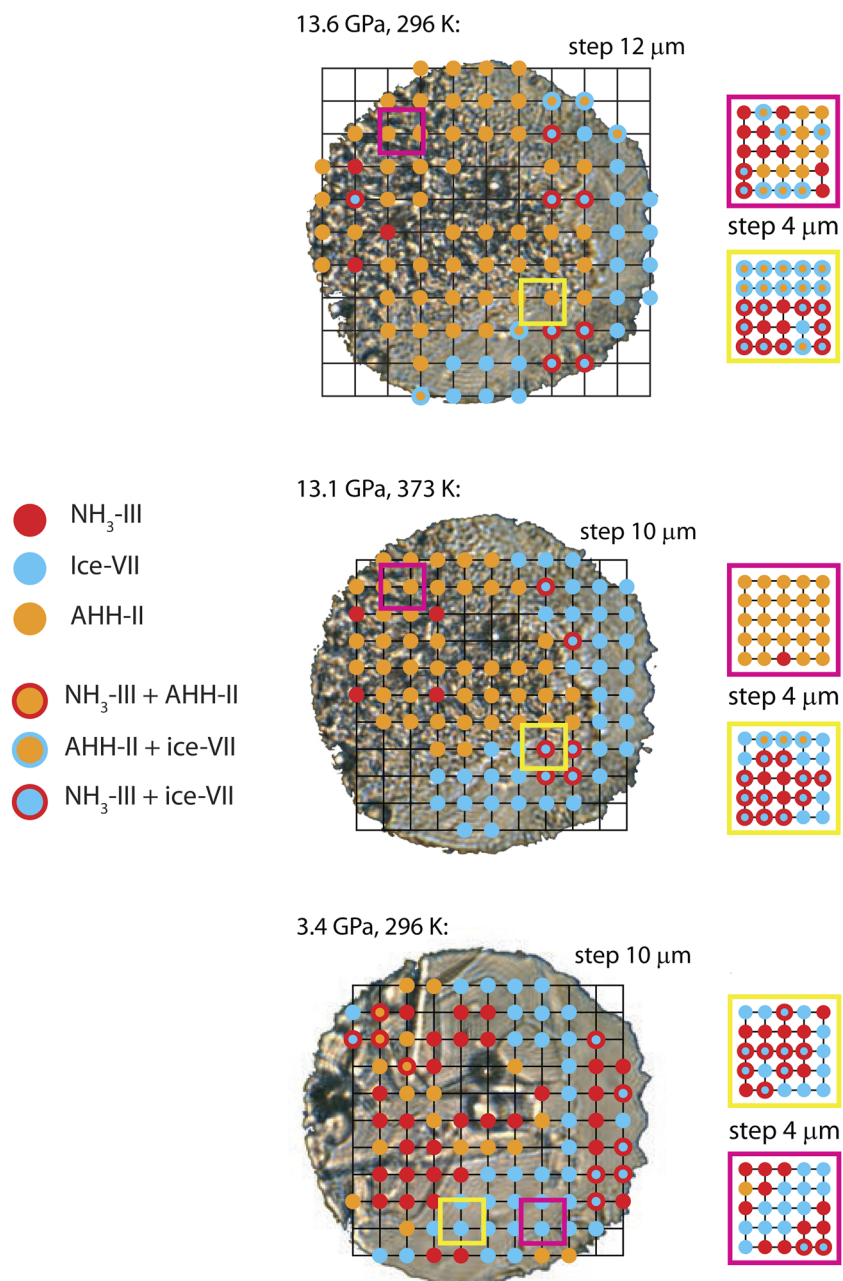 13.6 GPa, 296 K:
step 12 μm
step 4 μm
13.1 GPa, 373 K:
step 10 μm
NH₃-III
Ice-VII
AHH-II
NH₃-III + AHH-II
AHH-II + ice-VII
NH₃-III + ice-VII
step 4 μm
3.4 GPa, 296 K:
step 10 μm
step 4 μm